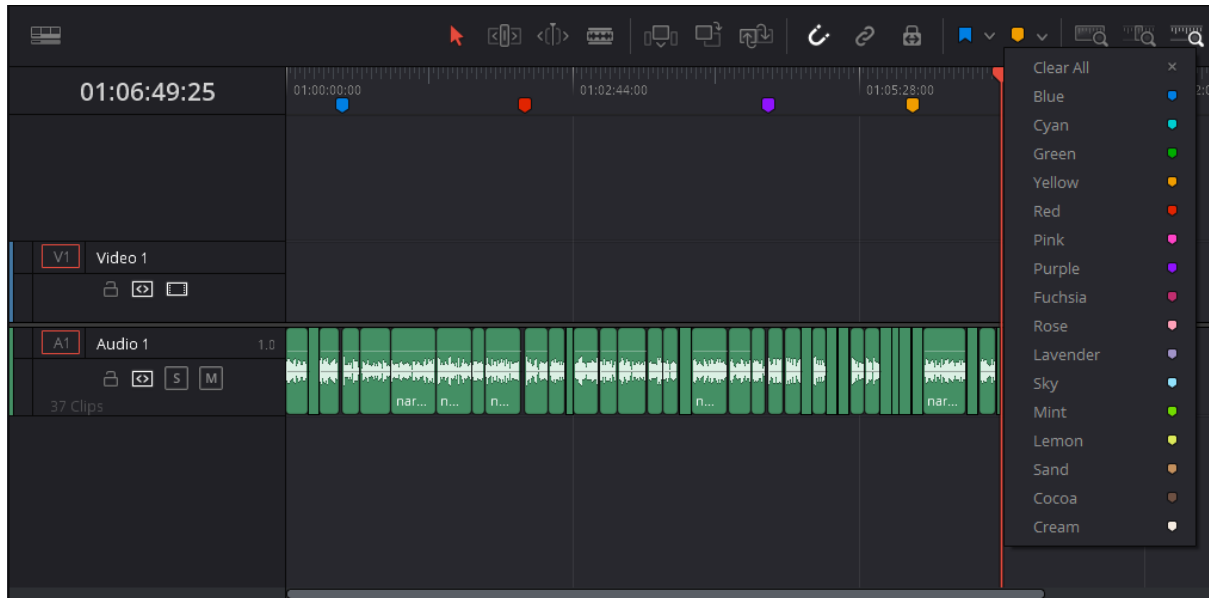 01:06:49:25
01:00:00:00
01:02:44:00
01:05:28:00
V1 Video 1
A1 Audio 1 1.0
S M
37 Clips
nar...
n...
n...
n...
nar...
Clear All ×
Blue
Cyan
Green
Yellow
Red
Pink
Purple
Fuchsia
Rose
Lavender
Sky
Mint
Lemon
Sand
Cocoa
Cream